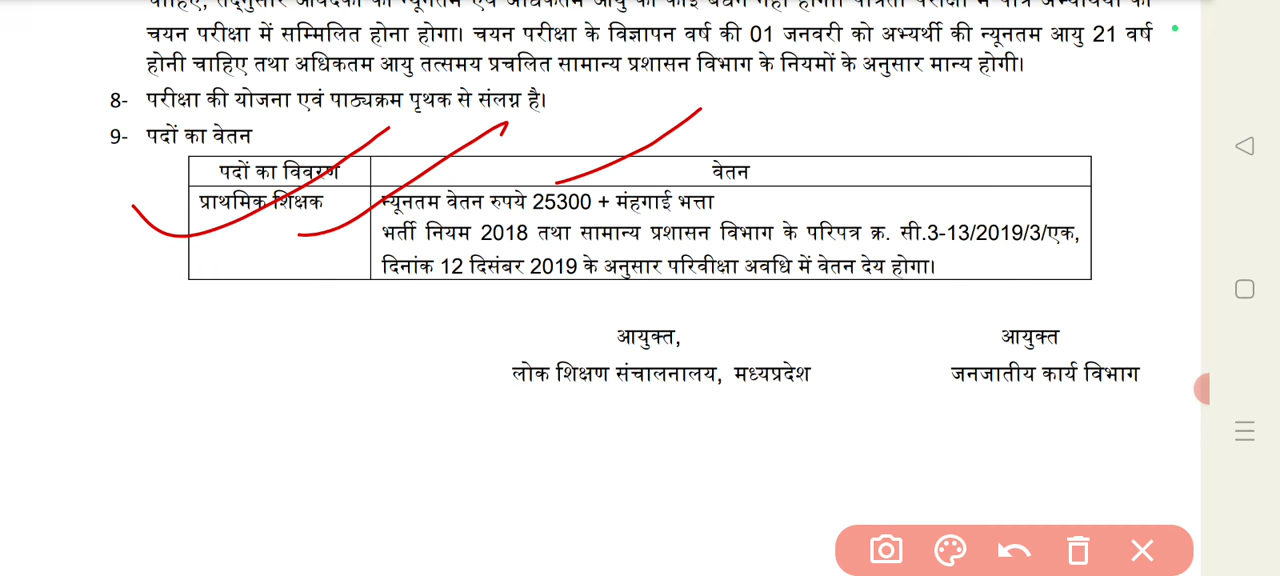 चयन परीक्षा में सम्मिलित होना होगा। चयन परीक्षा के विज्ञापन वर्ष की 01 जनवरी को अभ्यर्थी की न्यूनतम आयु 21 वर्ष
होनी चाहिए तथा अधिकतम आयु तत्समय प्रचलित सामान्य प्रशासन विभाग के नियमों के अनुसार मान्य होगी।
8- परीक्षा की योजना एवं पाठ्यक्रम पृथक से संलग्न है।
9- पदों का वेतन
पदों का विवरण वेतन
प्राथमिक शिक्षक न्यूनतम वेतन रुपये 25300 + मंहगाई भत्ता
भर्ती नियम 2018 तथा सामान्य प्रशासन विभाग के परिपत्र क्र. सी.3-13/2019/3/एक,
दिनांक 12 दिसंबर 2019 के अनुसार परिवीक्षा अवधि में वेतन देय होगा।
आयुक्त, आयुक्त
लोक शिक्षण संचालनालय, मध्यप्रदेश जनजातीय कार्य विभाग